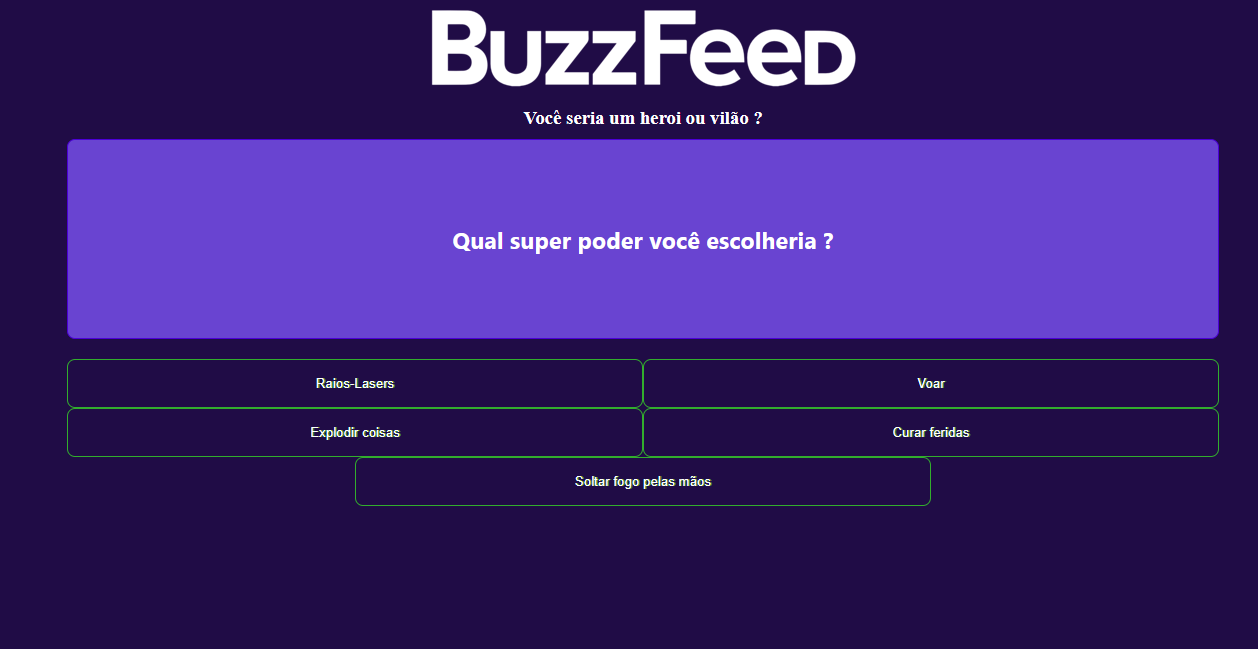 BuzzFeed
Você seria um heroi ou vilão ?
Qual super poder você escolheria ?
Raios-Lasers
Voar
Explodir coisas
Curar feridas
Soltar fogo pelas mãos